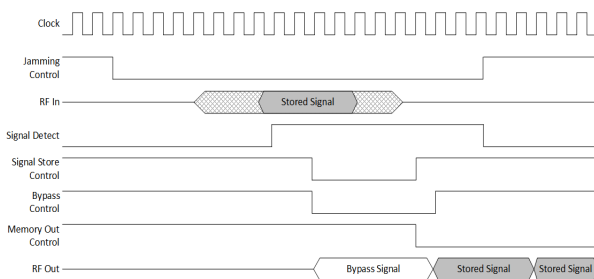 Clock
Jamming
Control
RF In
Stored Signal
Signal Detect
Signal Store
Control
Bypass
Control
Memory Out
Control
RF Out
Bypass Signal
Stored Signal
Stored Signal